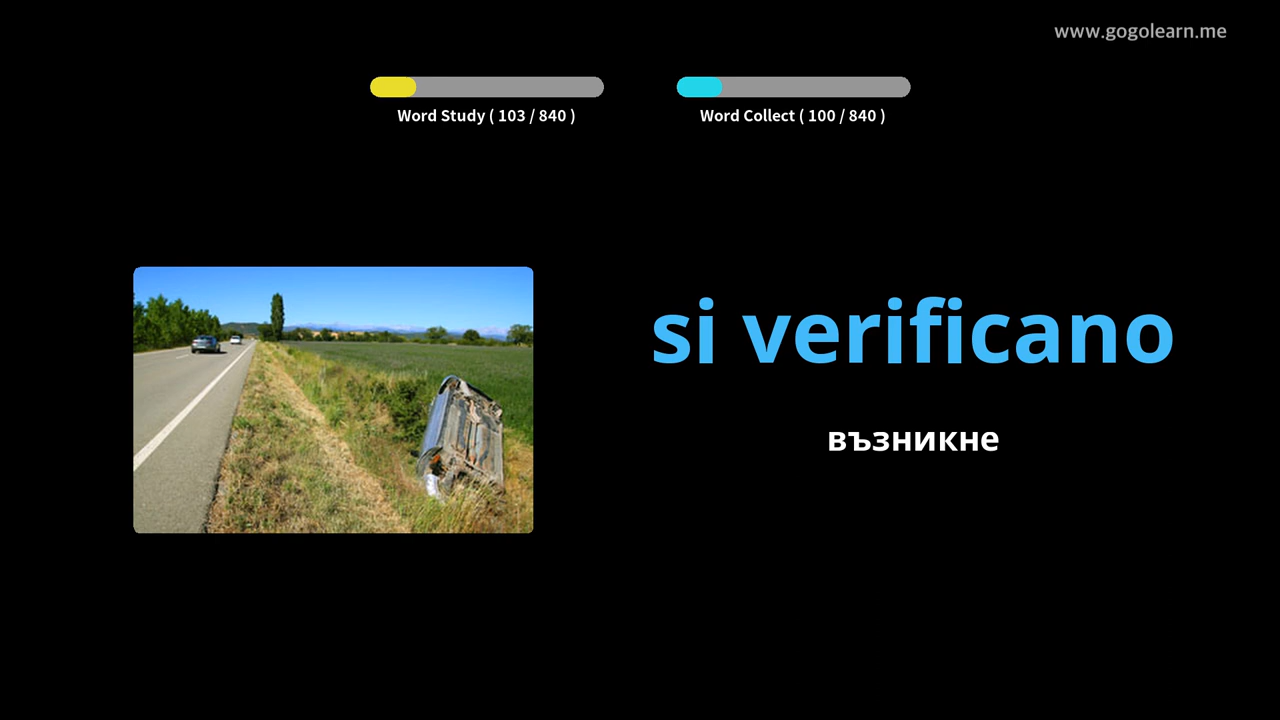 www.gogolearn.me
Word Study ( 103 / 840 )
Word Collect ( 100 / 840 )
si verificano
възникне